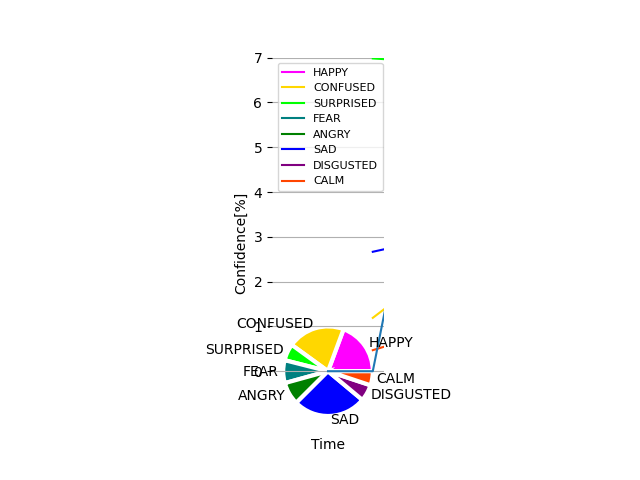 7
6
5
4
3
2
1
0
Confidence[%]
HAPPY
CONFUSED
SURPRISED
FEAR
ANGRY
SAD
DISGUSTED
CALM
CONFUSED
HAPPY
SURPRISED
FEAR
CALM
ANGRY
DISGUSTED
SAD
Time